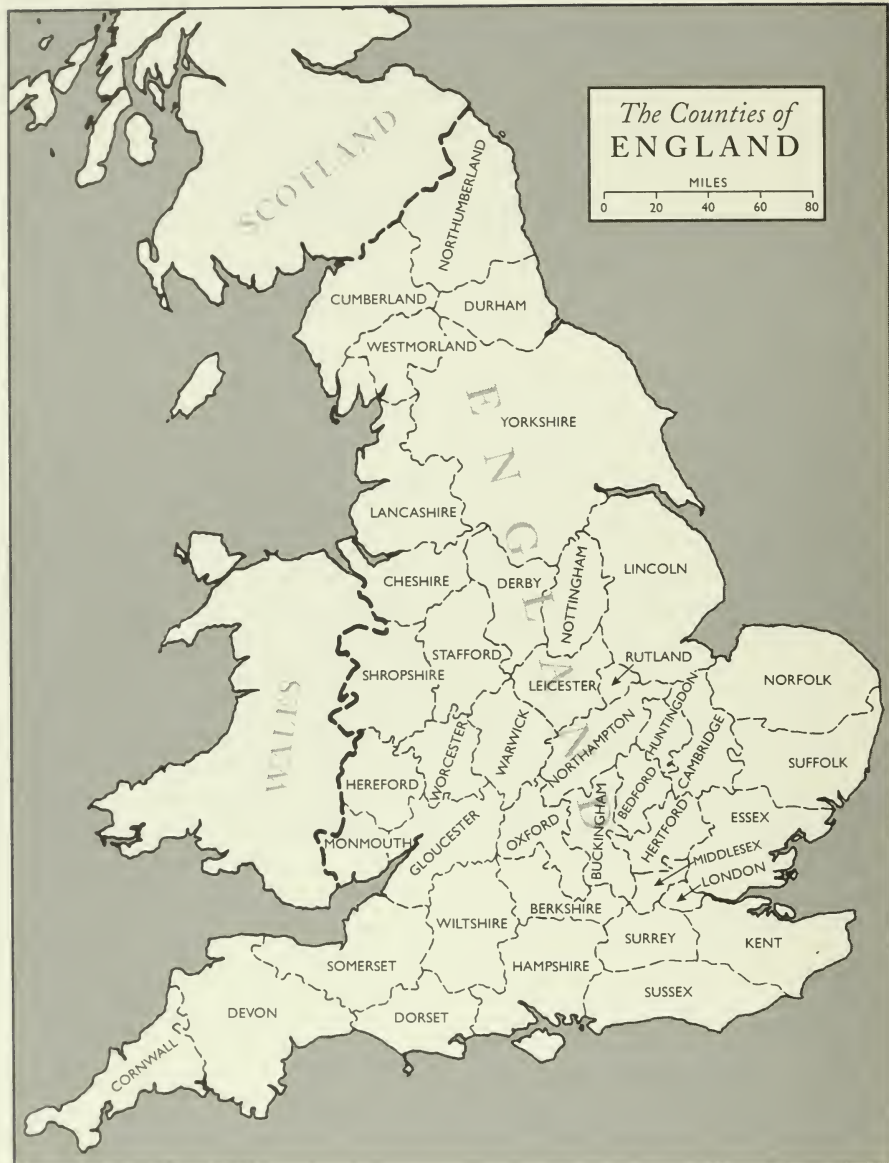 The Counties of
ENGLAND
MILES
0 20 40 60 80
SCOTLAND
NORTHUMBERLAND
CUMBERLAND
DURHAM
WESTMORLAND
ENGLAND
YORKSHIRE
LANCASHIRE
CHESHIRE
DERBY
NOTTINGHAM
LINCOLN
STAFFORD
SHROPSHIRE
LEICESTER
RUTLAND
NORFOLK
WALES
HEREFORD
WORCESTER
WARWICK
NORTHAMPTON
HUNTINGDON
CAMBRIDGE
SUFFOLK
MONMOUTH
GLOUCESTER
OXFORD
BUCKINGHAM
BEDFORD
HERTFORD
ESSEX
MIDDLESEX
LONDON
BERKSHIRE
WILTSHIRE
SURREY
KENT
SOMERSET
HAMPSHIRE
SUSSEX
DEVON
DORSET
CORNWALL